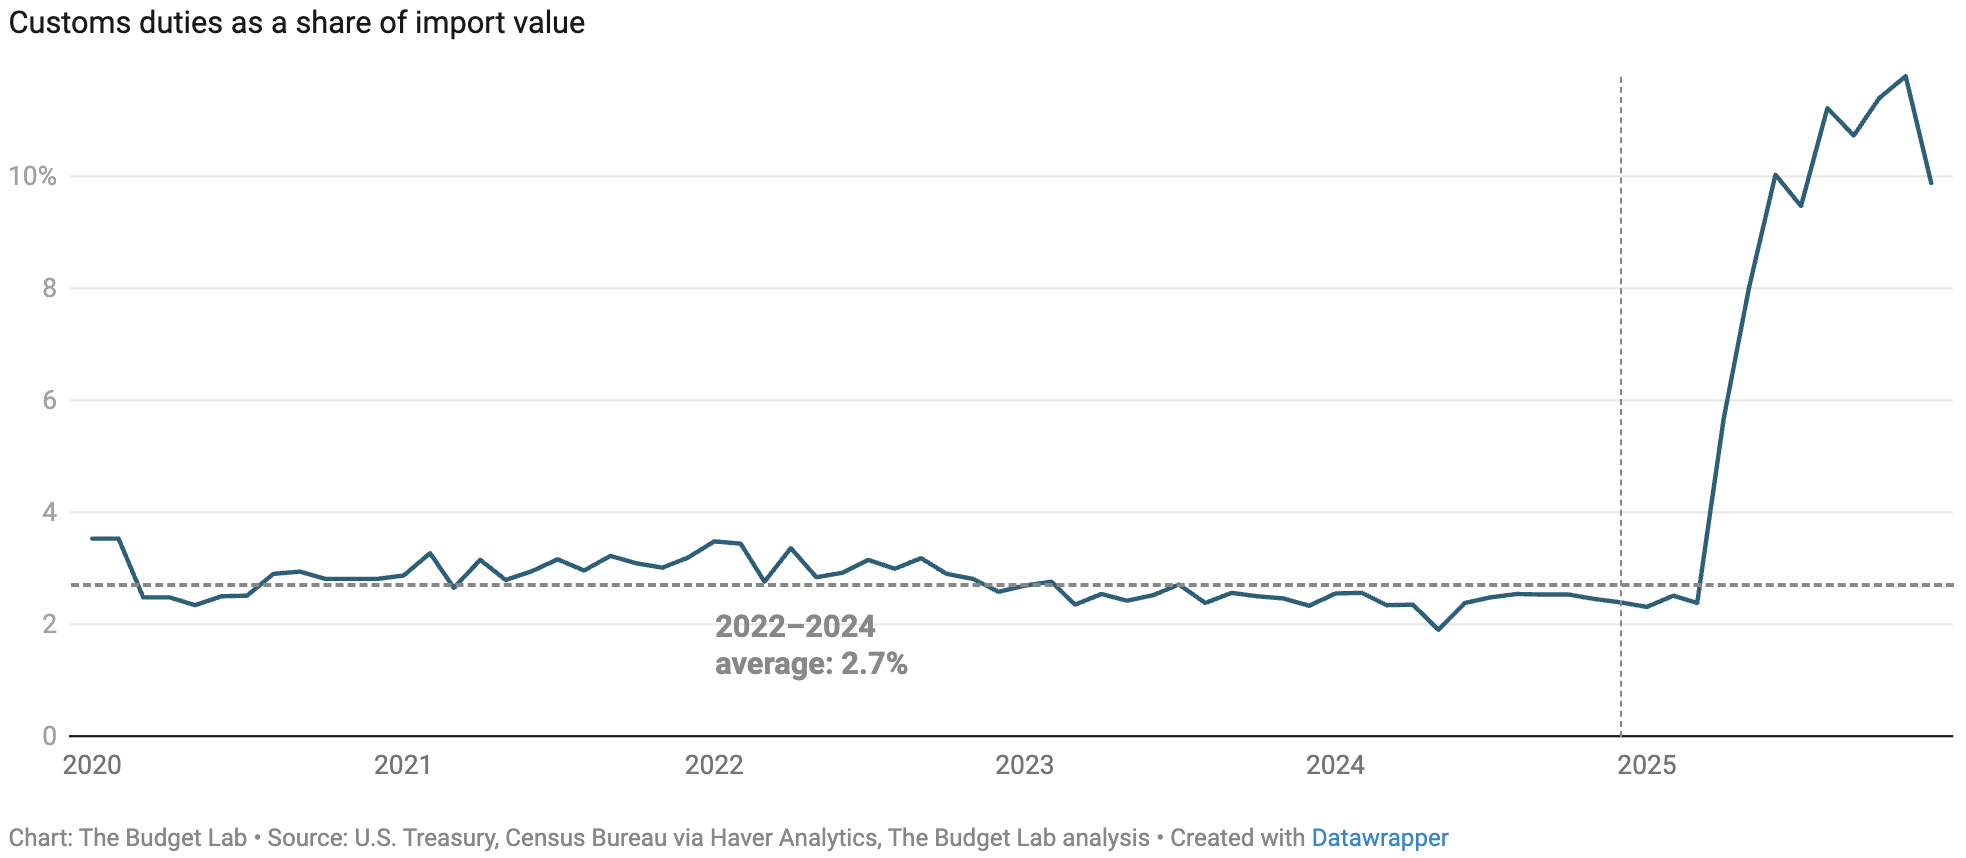 Customs duties as a share of import value
10%
8
6
4
2
0
2022–2024
average: 2.7%
2020 2021 2022 2023 2024 2025
Chart: The Budget Lab • Source: U.S. Treasury, Census Bureau via Haver Analytics, The Budget Lab analysis • Created with Datawrapper